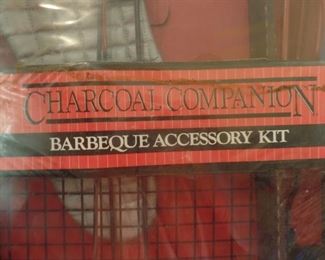 CHARCOAL COMPANION
BARBEQUE ACCESSORY KIT